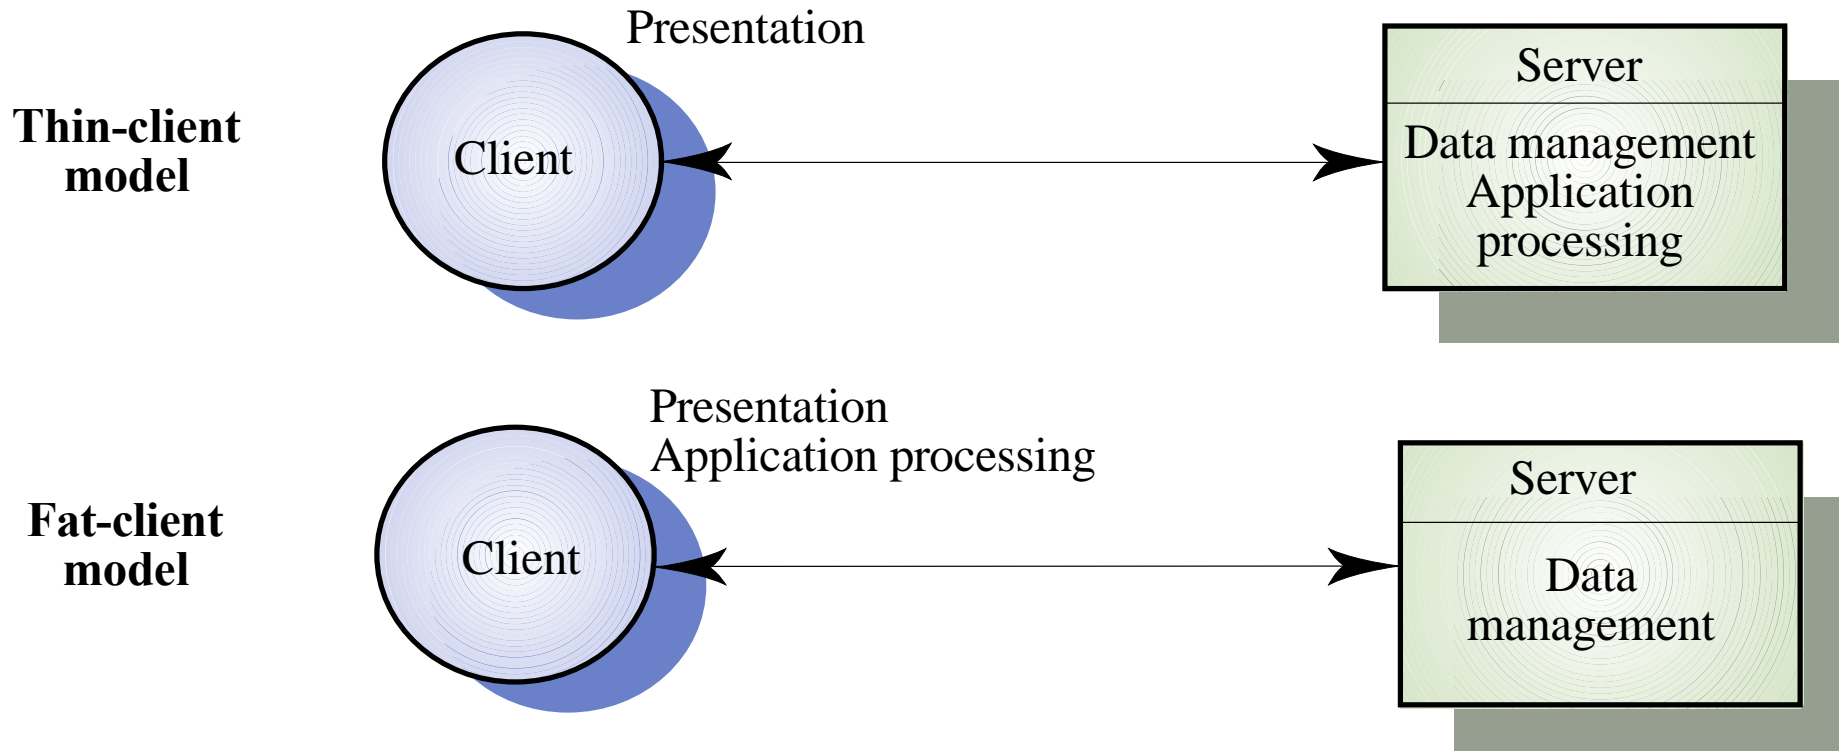 Presentation
Thin-client
model
Client
Server
Data management
Application
processing
Presentation
Application processing
Fat-client
model
Client
Server
Data
management